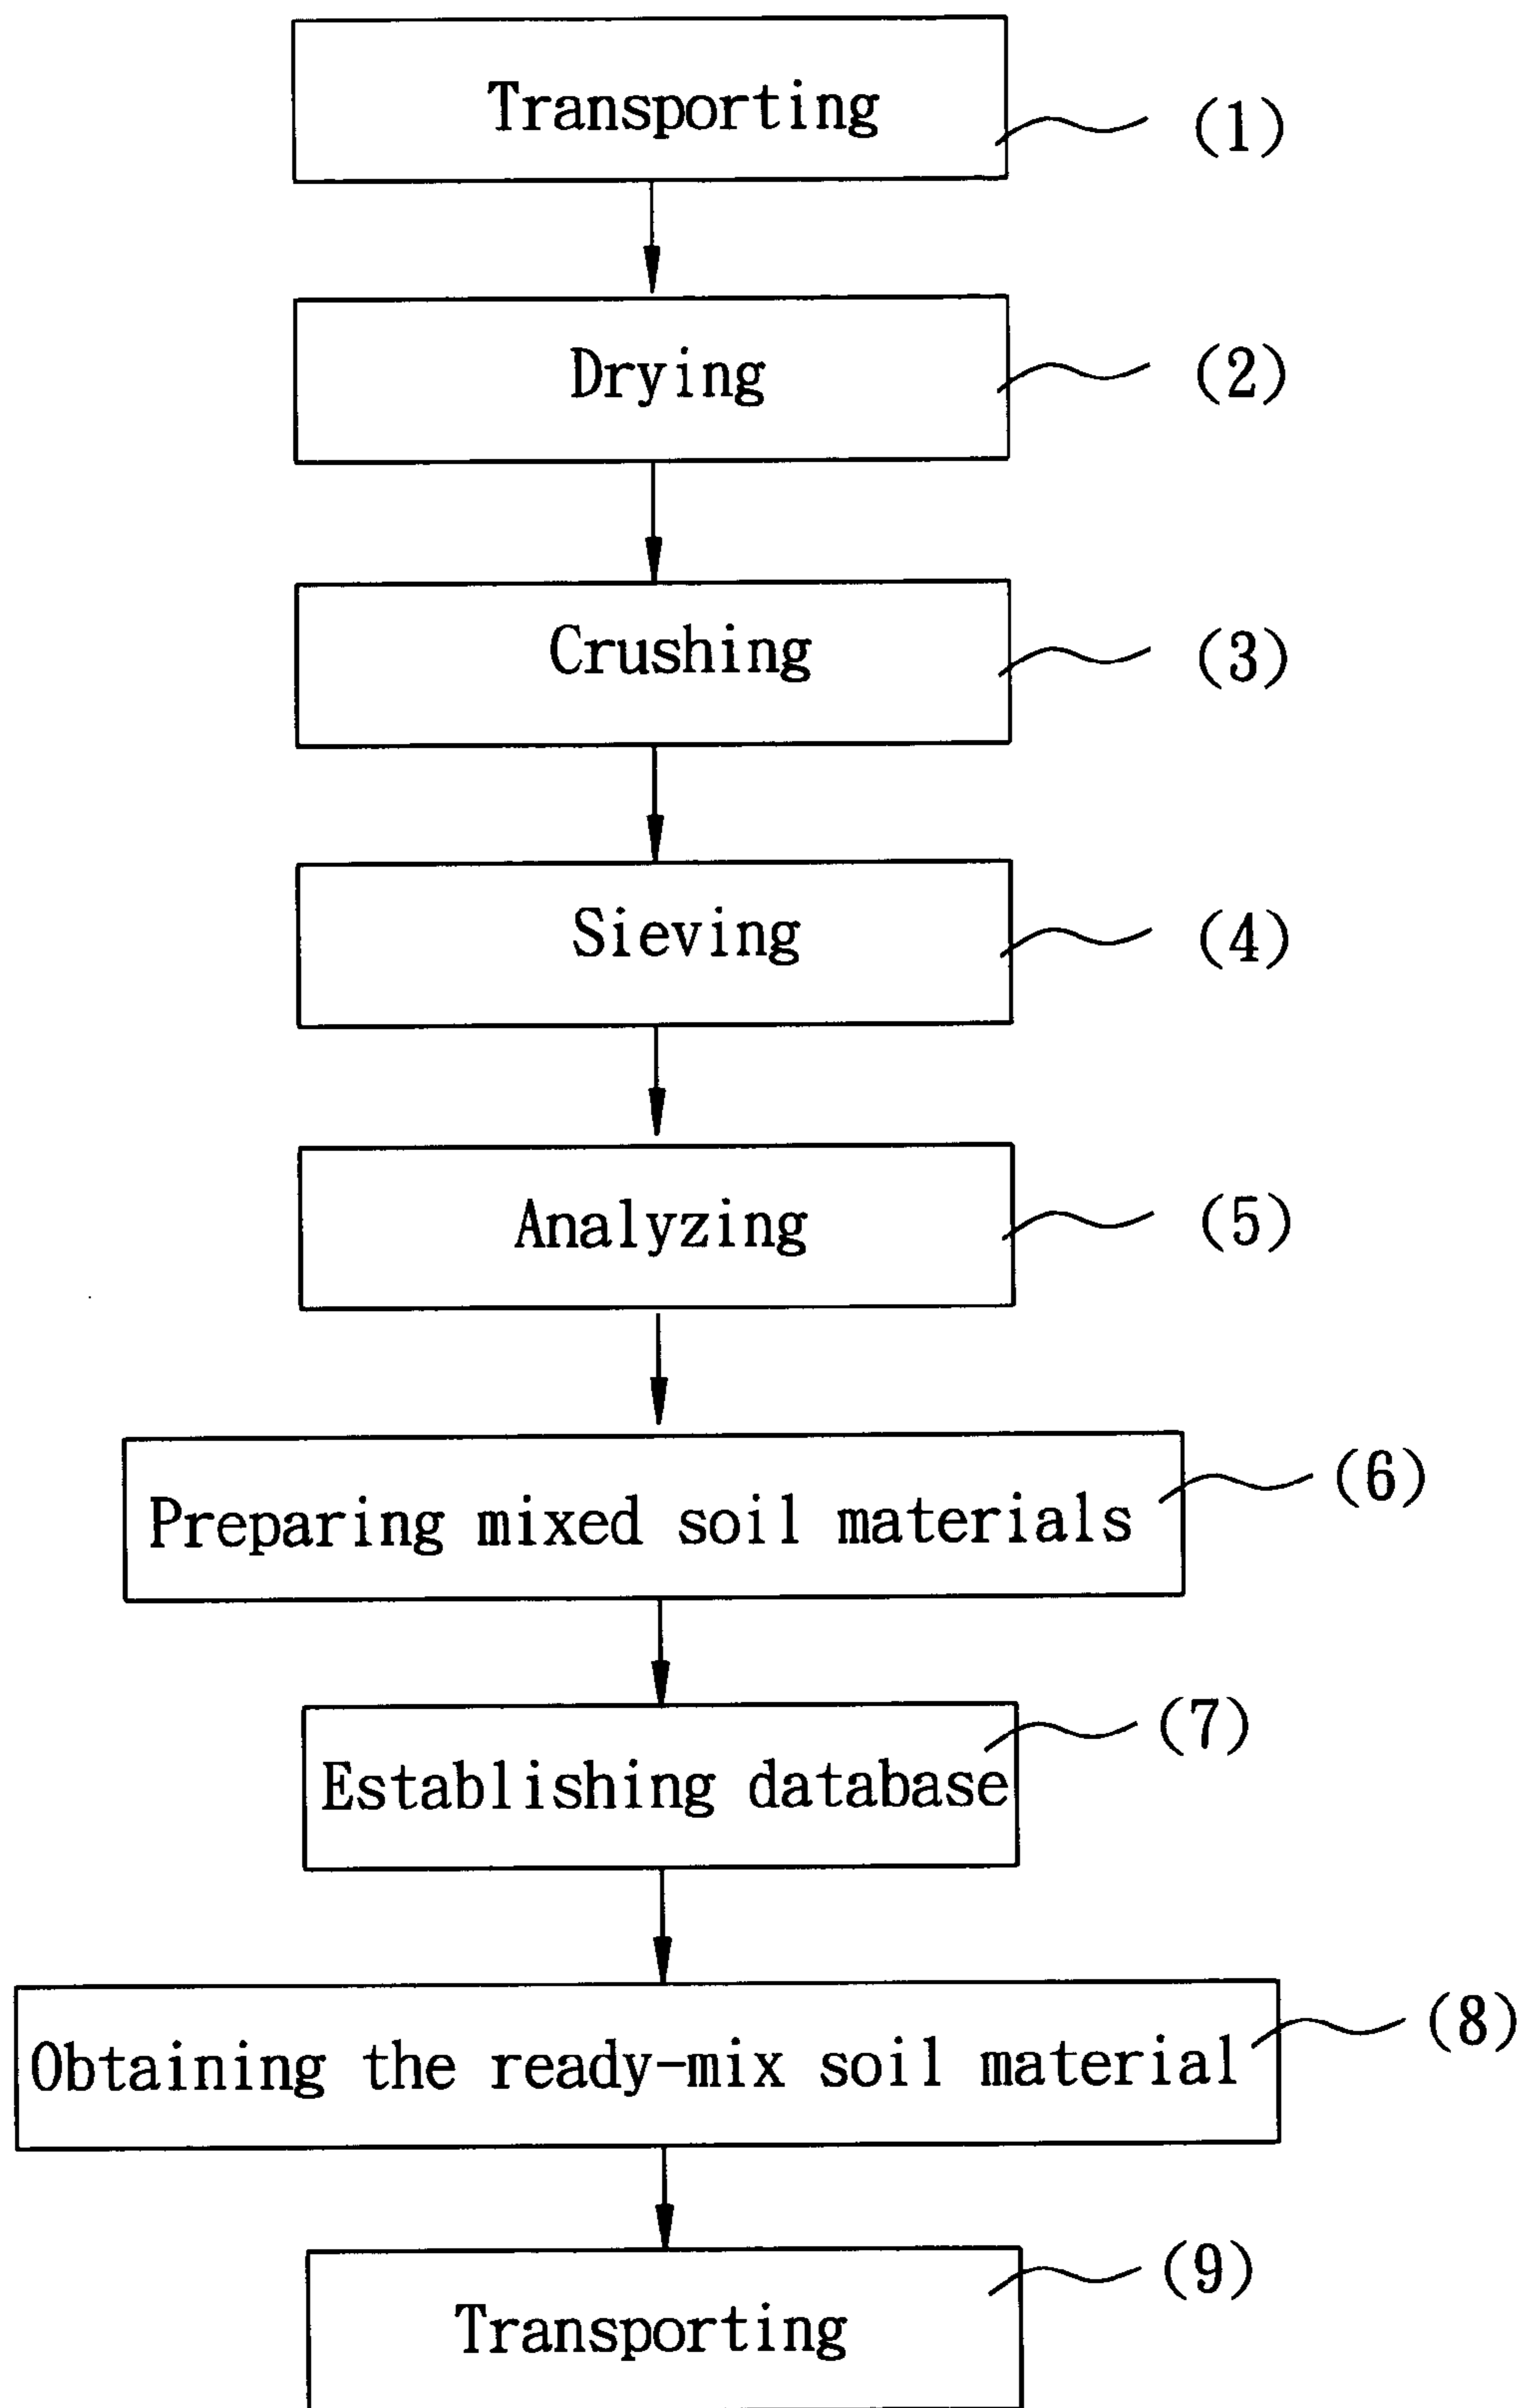 Transporting (1)
Drying (2)
Crushing (3)
Sieving (4)
Analyzing (5)
Preparing mixed soil materials (6)
Establishing database (7)
Obtaining the ready-mix soil material (8)
Transporting (9)